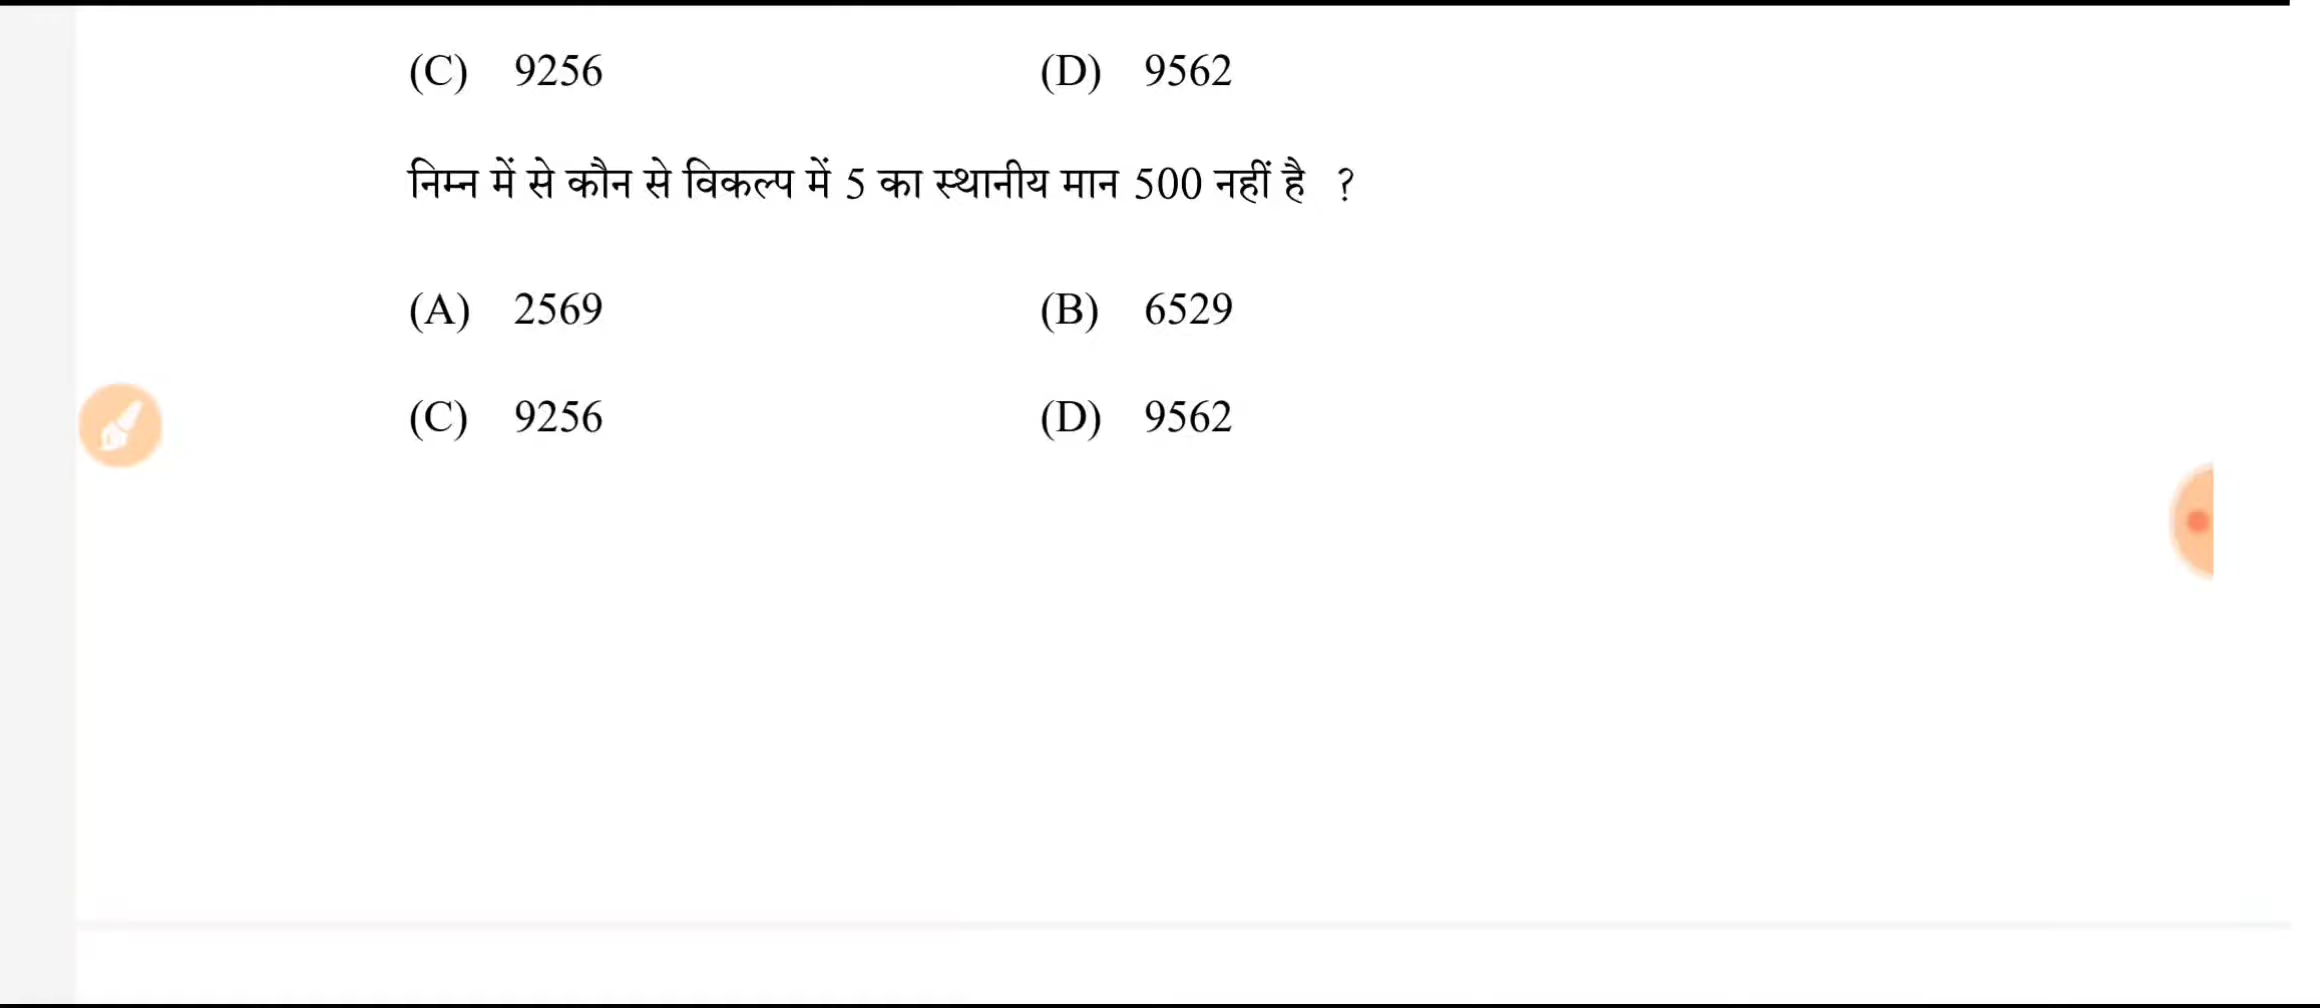 (C) 9256 (D) 9562
निम्न में से कौन से विकल्प में 5 का स्थानीय मान 500 नहीं है ?
(A) 2569 (B) 6529
(C) 9256 (D) 9562